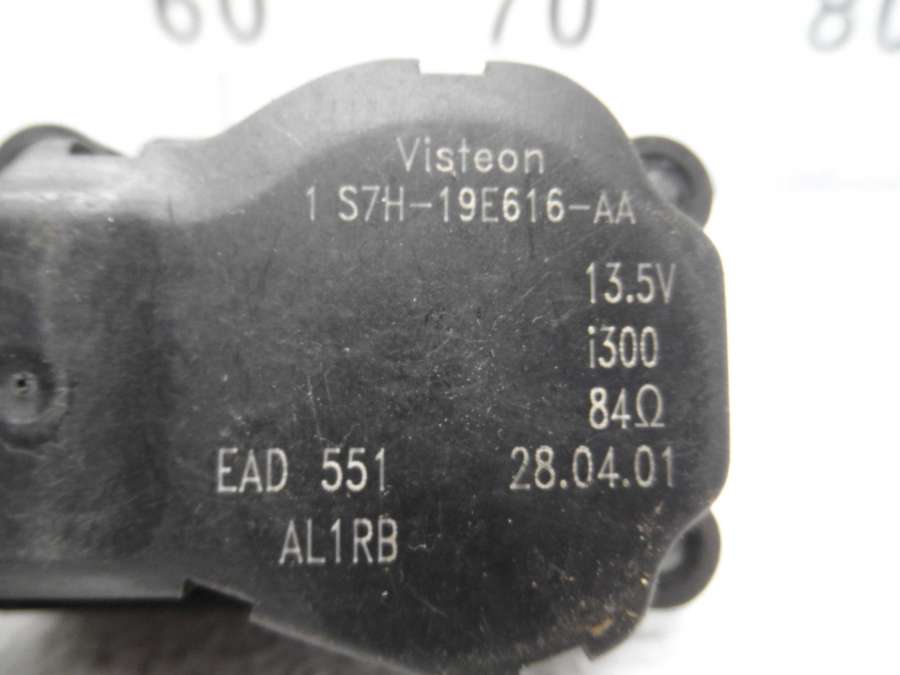 60 70 80
Visteon
1 S7H-19E616-AA
13.5V
i300
84Ω
EAD 551 28.04.01
AL1RB